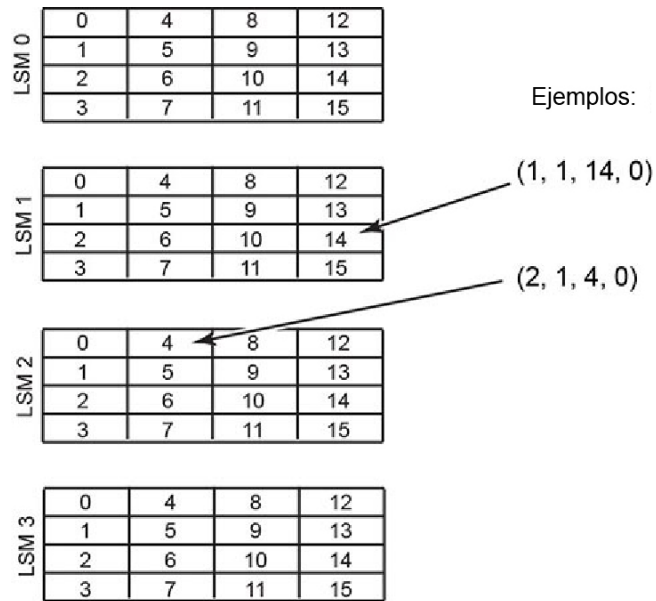 LSM 0
0 4 8 12
1 5 9 13
2 6 10 14
3 7 11 15
Ejemplos:
LSM 1
0 4 8 12
1 5 9 13
2 6 10 14
3 7 11 15
(1, 1, 14, 0)
(2, 1, 4, 0)
LSM 2
0 4 8 12
1 5 9 13
2 6 10 14
3 7 11 15
LSM 3
0 4 8 12
1 5 9 13
2 6 10 14
3 7 11 15